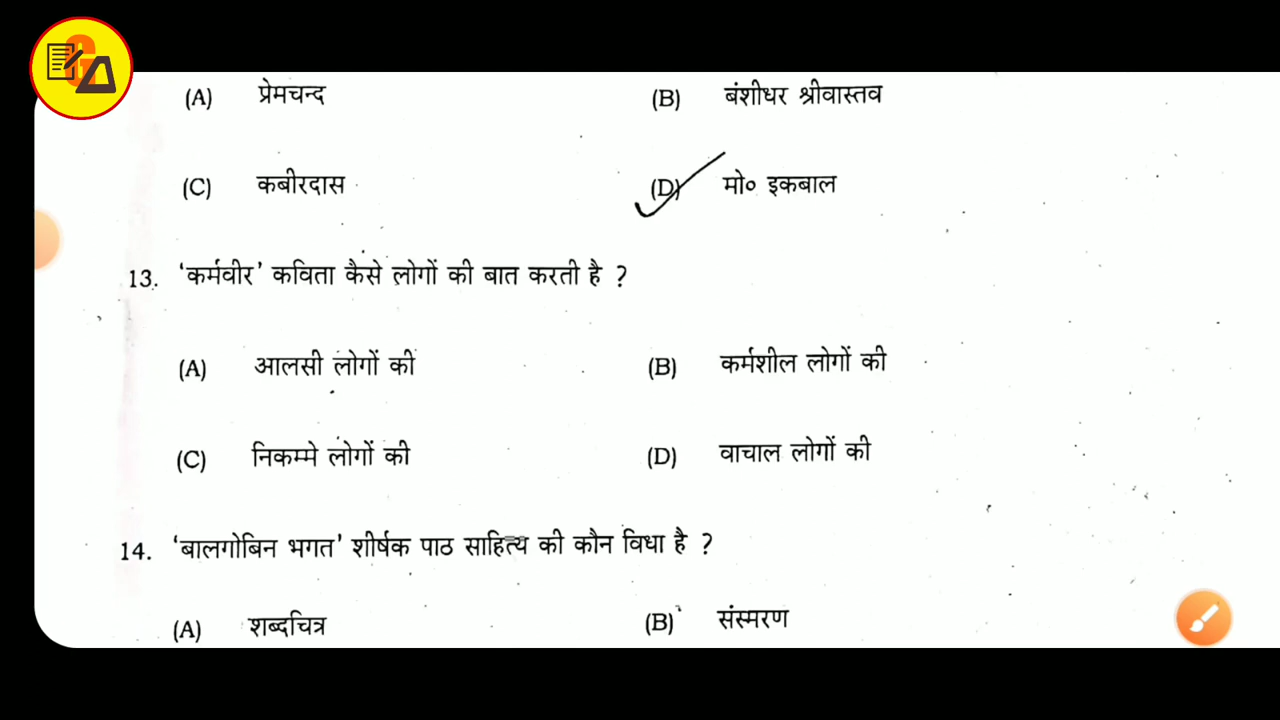 (A) प्रेमचन्द (B) बंशीधर श्रीवास्तव
(C) कबीरदास (D) मो० इकबाल
13. 'कर्मवीर' कविता कैसे लोगों की बात करती है ?
(A) आलसी लोगों की (B) कर्मशील लोगों की
(C) निकम्मे लोगों की (D) वाचाल लोगों की
14. 'बालगोबिन भगत' शीर्षक पाठ साहित्य की कौन विधा है ?
(A) शब्दचित्र (B) संस्मरण